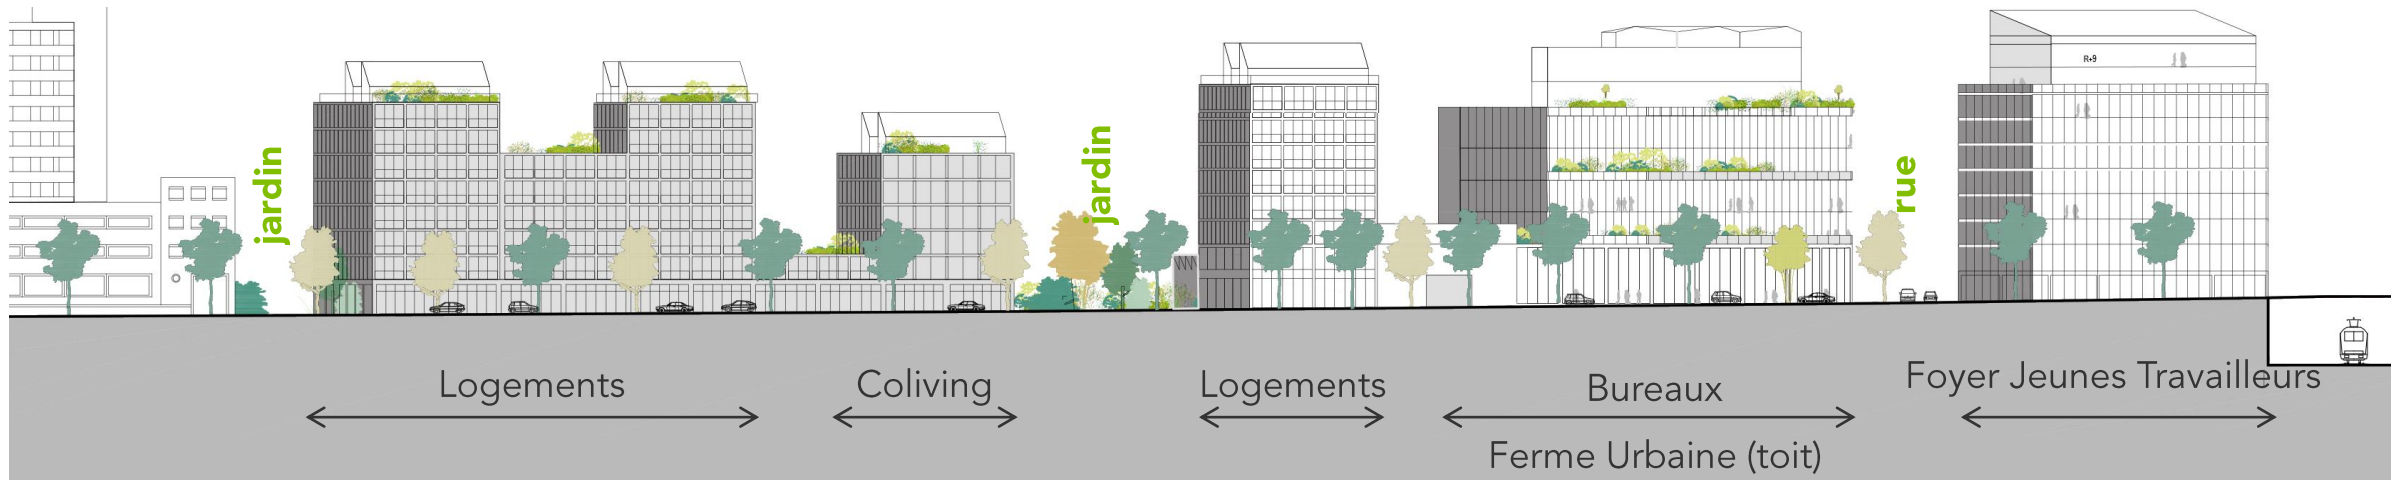 jardin
jardin
rue
R+9
Logements
Coliving
Logements
Bureaux
Foyer Jeunes Travailleurs
Ferme Urbaine (toit)